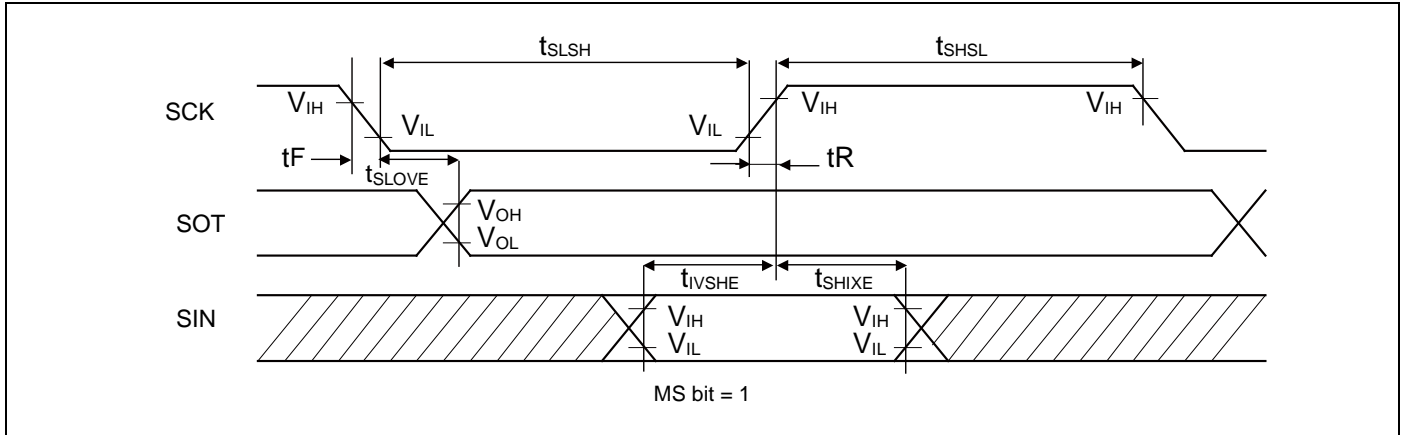 tSLSH tSHSL
SCK VIH VIL VIL VIH VIH
tF tSLOVE tR
SOT VOH
VOL
tIVSHE tSHIXE
SIN VIH VIH
VIL VIL
MS bit = 1